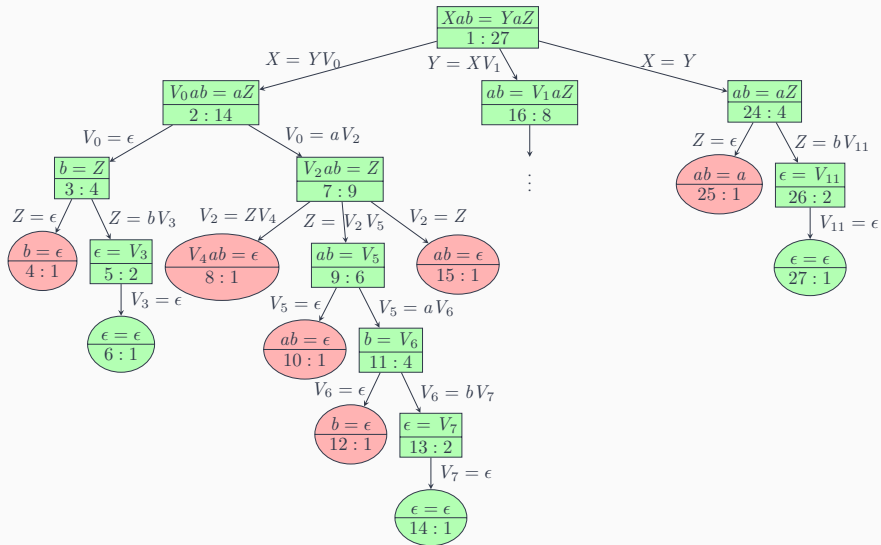 Xab = YaZ
1 : 27
X = YV₀
Y = XV₁
X = Y
V₀ab = aZ
2 : 14
ab = V₁aZ
16 : 8
ab = aZ
24 : 4
V₀ = ϵ
V₀ = aV₂
Z = ϵ
Z = bV₁₁
b = Z
3 : 4
V₂ab = Z
7 : 9
⋮
ab = a
25 : 1
ϵ = V₁₁
26 : 2
Z = ϵ
Z = bV₃
V₂ = ZV₄
Z = V₂V₅
V₂ = Z
V₁₁ = ϵ
b = ϵ
4 : 1
ϵ = V₃
5 : 2
V₄ab = ϵ
8 : 1
ab = V₅
9 : 6
ab = ϵ
15 : 1
ϵ = ϵ
27 : 1
V₃ = ϵ
V₅ = ϵ
V₅ = aV₆
ϵ = ϵ
6 : 1
ab = ϵ
10 : 1
b = V₆
11 : 4
V₆ = ϵ
V₆ = bV₇
b = ϵ
12 : 1
ϵ = V₇
13 : 2
V₇ = ϵ
ϵ = ϵ
14 : 1